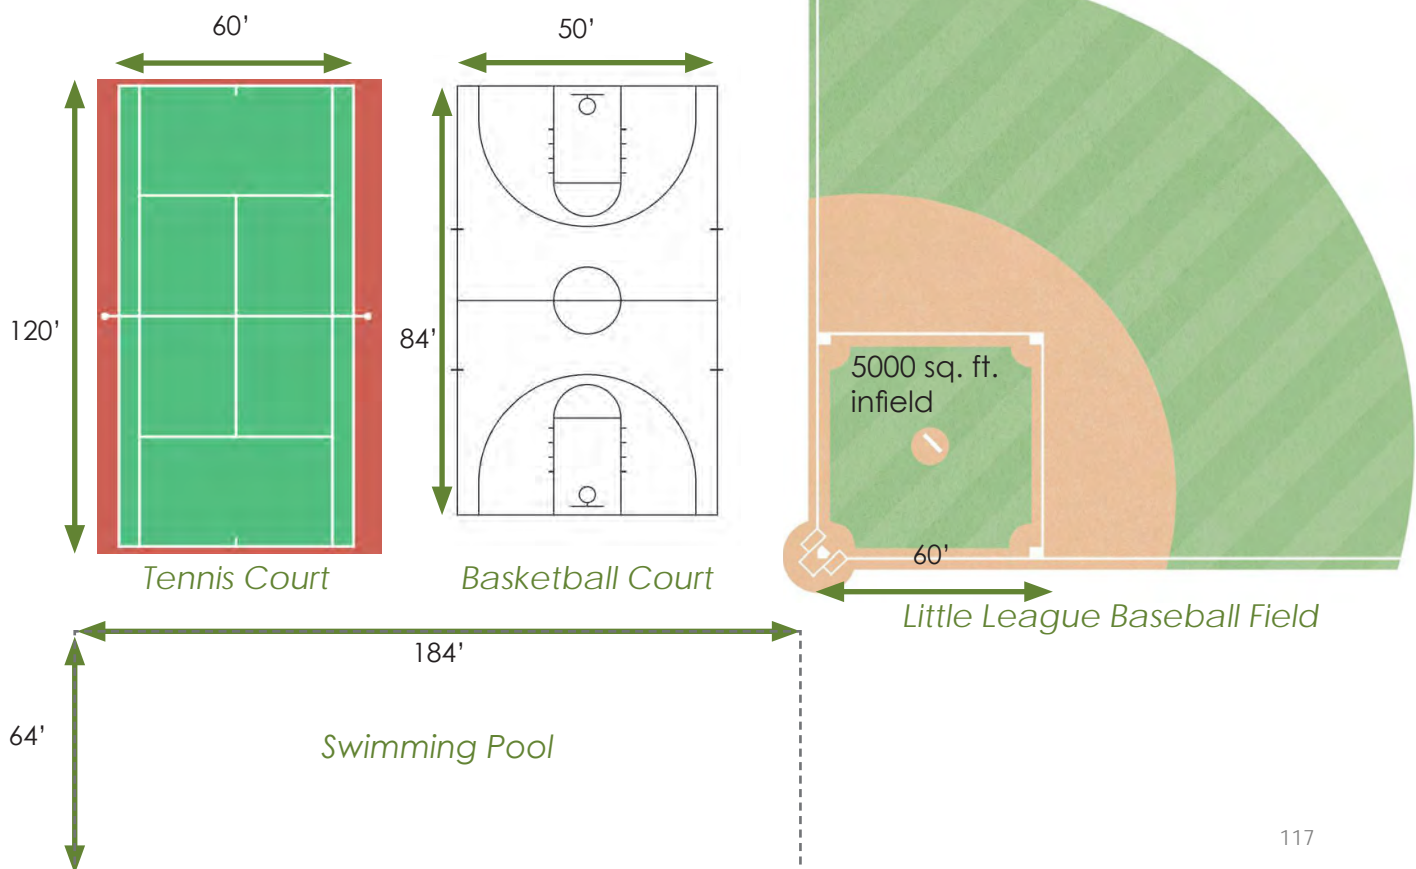 60’
50’
120’
84’
5000 sq. ft.
infield
60’
Tennis Court
Basketball Court
Little League Baseball Field
184’
64’
Swimming Pool
117